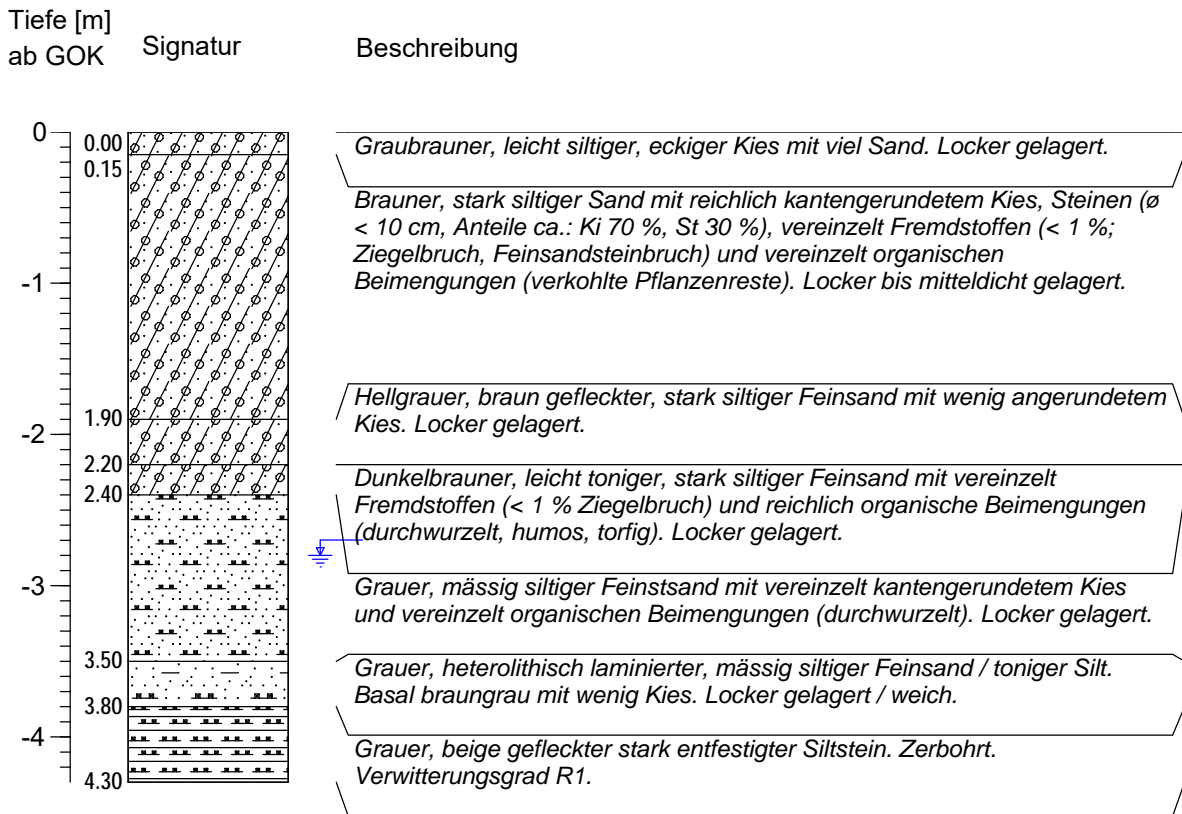 Tiefe [m]
ab GOK
Signatur
Beschreibung
0
0.00
Graubrauner, leicht siltiger, eckiger Kies mit viel Sand. Locker gelagert.
0.15
Brauner, stark siltiger Sand mit reichlich kantengerundetem Kies, Steinen (ø
< 10 cm, Anteile ca.: Ki 70 %, St 30 %), vereinzelt Fremdstoffen (< 1 %;
Ziegelbruch, Feinsandsteinbruch) und vereinzelt organischen
Beimengungen (verkohlte Pflanzenreste). Locker bis mitteldicht gelagert.
-1
1.90
Hellgrauer, braun gefleckter, stark siltiger Feinsand mit wenig angerundetem
Kies. Locker gelagert.
-2
2.20
Dunkelbrauner, leicht toniger, stark siltiger Feinsand mit vereinzelt
Fremdstoffen (< 1 % Ziegelbruch) und reichlich organische Beimengungen
(durchwurzelt, humos, torfig). Locker gelagert.
2.40
-3
Grauer, mässig siltiger Feinstsand mit vereinzelt kantengerundetem Kies
und vereinzelt organischen Beimengungen (durchwurzelt). Locker gelagert.
3.50
Grauer, heterolithisch laminierter, mässig siltiger Feinsand / toniger Silt.
Basal braungrau mit wenig Kies. Locker gelagert / weich.
3.80
-4
Grauer, beige gefleckter stark entfestigter Siltstein. Zerbohrt.
Verwitterungsgrad R1.
4.30